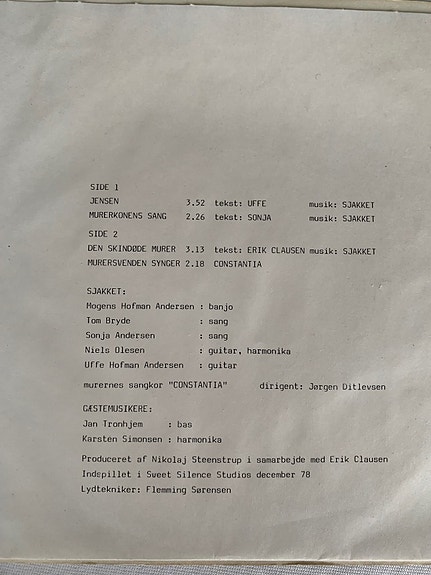 SIDE 1
JENSEN 3.52 tekst: UFFE musik: SJAKKET
MURERKONENS SANG 2.26 tekst: SONJA musik: SJAKKET
SIDE 2
DEN SKINDØDE MURER 3.13 tekst: ERIK CLAUSEN musik: SJAKKET
MURERSVENDEN SYNGER 2.18 CONSTANTIA
SJAKKET:
Mogens Hofman Andersen : banjo
Tom Bryde : sang
Sonja Andersen : sang
Niels Olesen : guitar, harmonika
Uffe Hofman Andersen : guitar
murernes sangkor "CONSTANTIA" dirigent: Jørgen Ditlevsen
GÆSTEMUSIKERE:
Jan Tronhjem : bas
Karsten Simonsen : harmonika
Produceret af Nikolaj Steenstrup i samarbejde med Erik Clausen
Indspillet i Sweet Silence Studios december 78
Lydtekniker: Flemming Sørensen